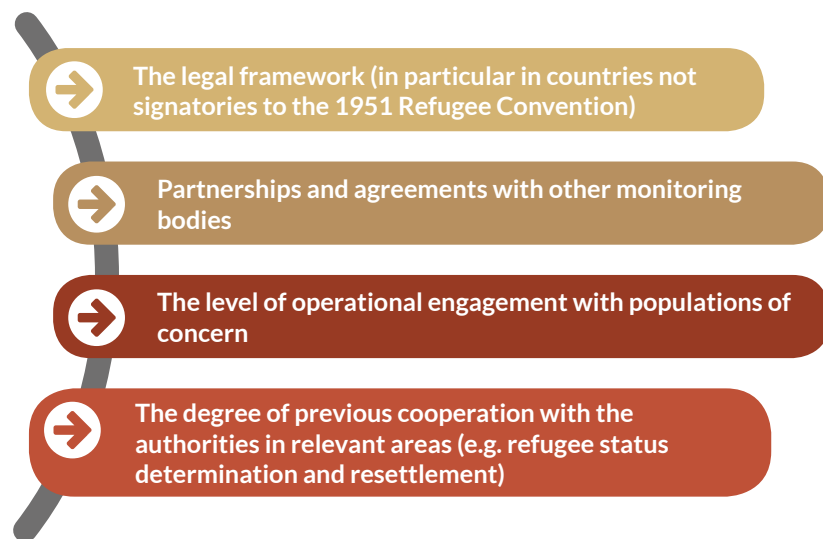 The legal framework (in particular in countries not
signatories to the 1951 Refugee Convention)
Partnerships and agreements with other monitoring
bodies
The level of operational engagement with populations of
concern
The degree of previous cooperation with the
authorities in relevant areas (e.g. refugee status
determination and resettlement)